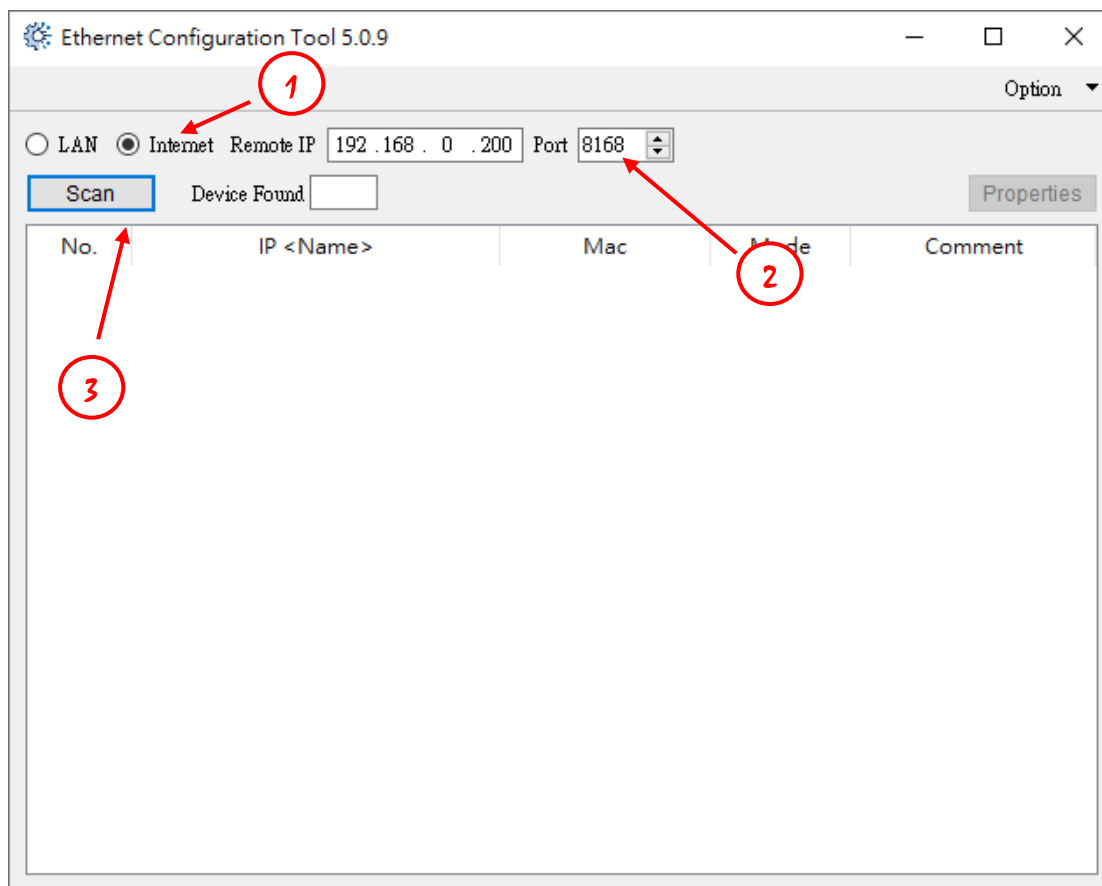 Ethernet Configuration Tool 5.0.9
1
Option
LAN Internet Remote IP 192 .168 . 0 .200 Port 8168
Scan Device Found Properties
No. IP <Name> Mac Mode Comment
2
3